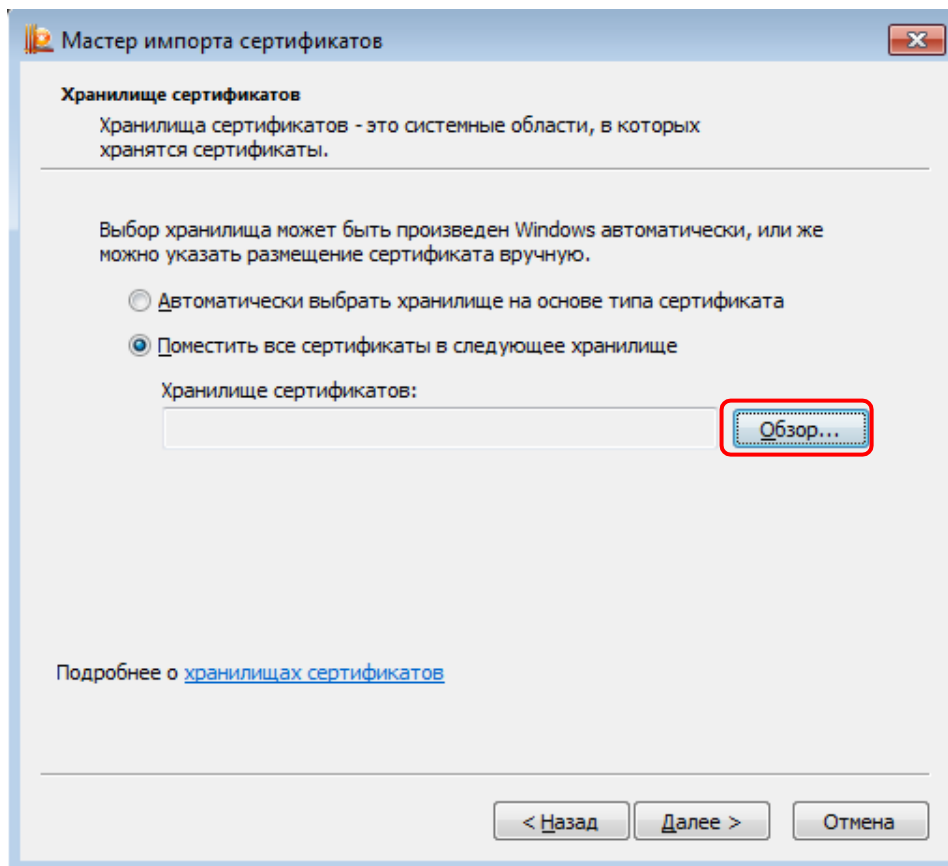 Мастер импорта сертификатов
Хранилище сертификатов
Хранилища сертификатов - это системные области, в которых
хранятся сертификаты.
Выбор хранилища может быть произведен Windows автоматически, или же
можно указать размещение сертификата вручную.
Автоматически выбрать хранилище на основе типа сертификата
Поместить все сертификаты в следующее хранилище
Хранилище сертификатов:
Обзор...
Подробнее о хранилищах сертификатов
< Назад Далее > Отмена